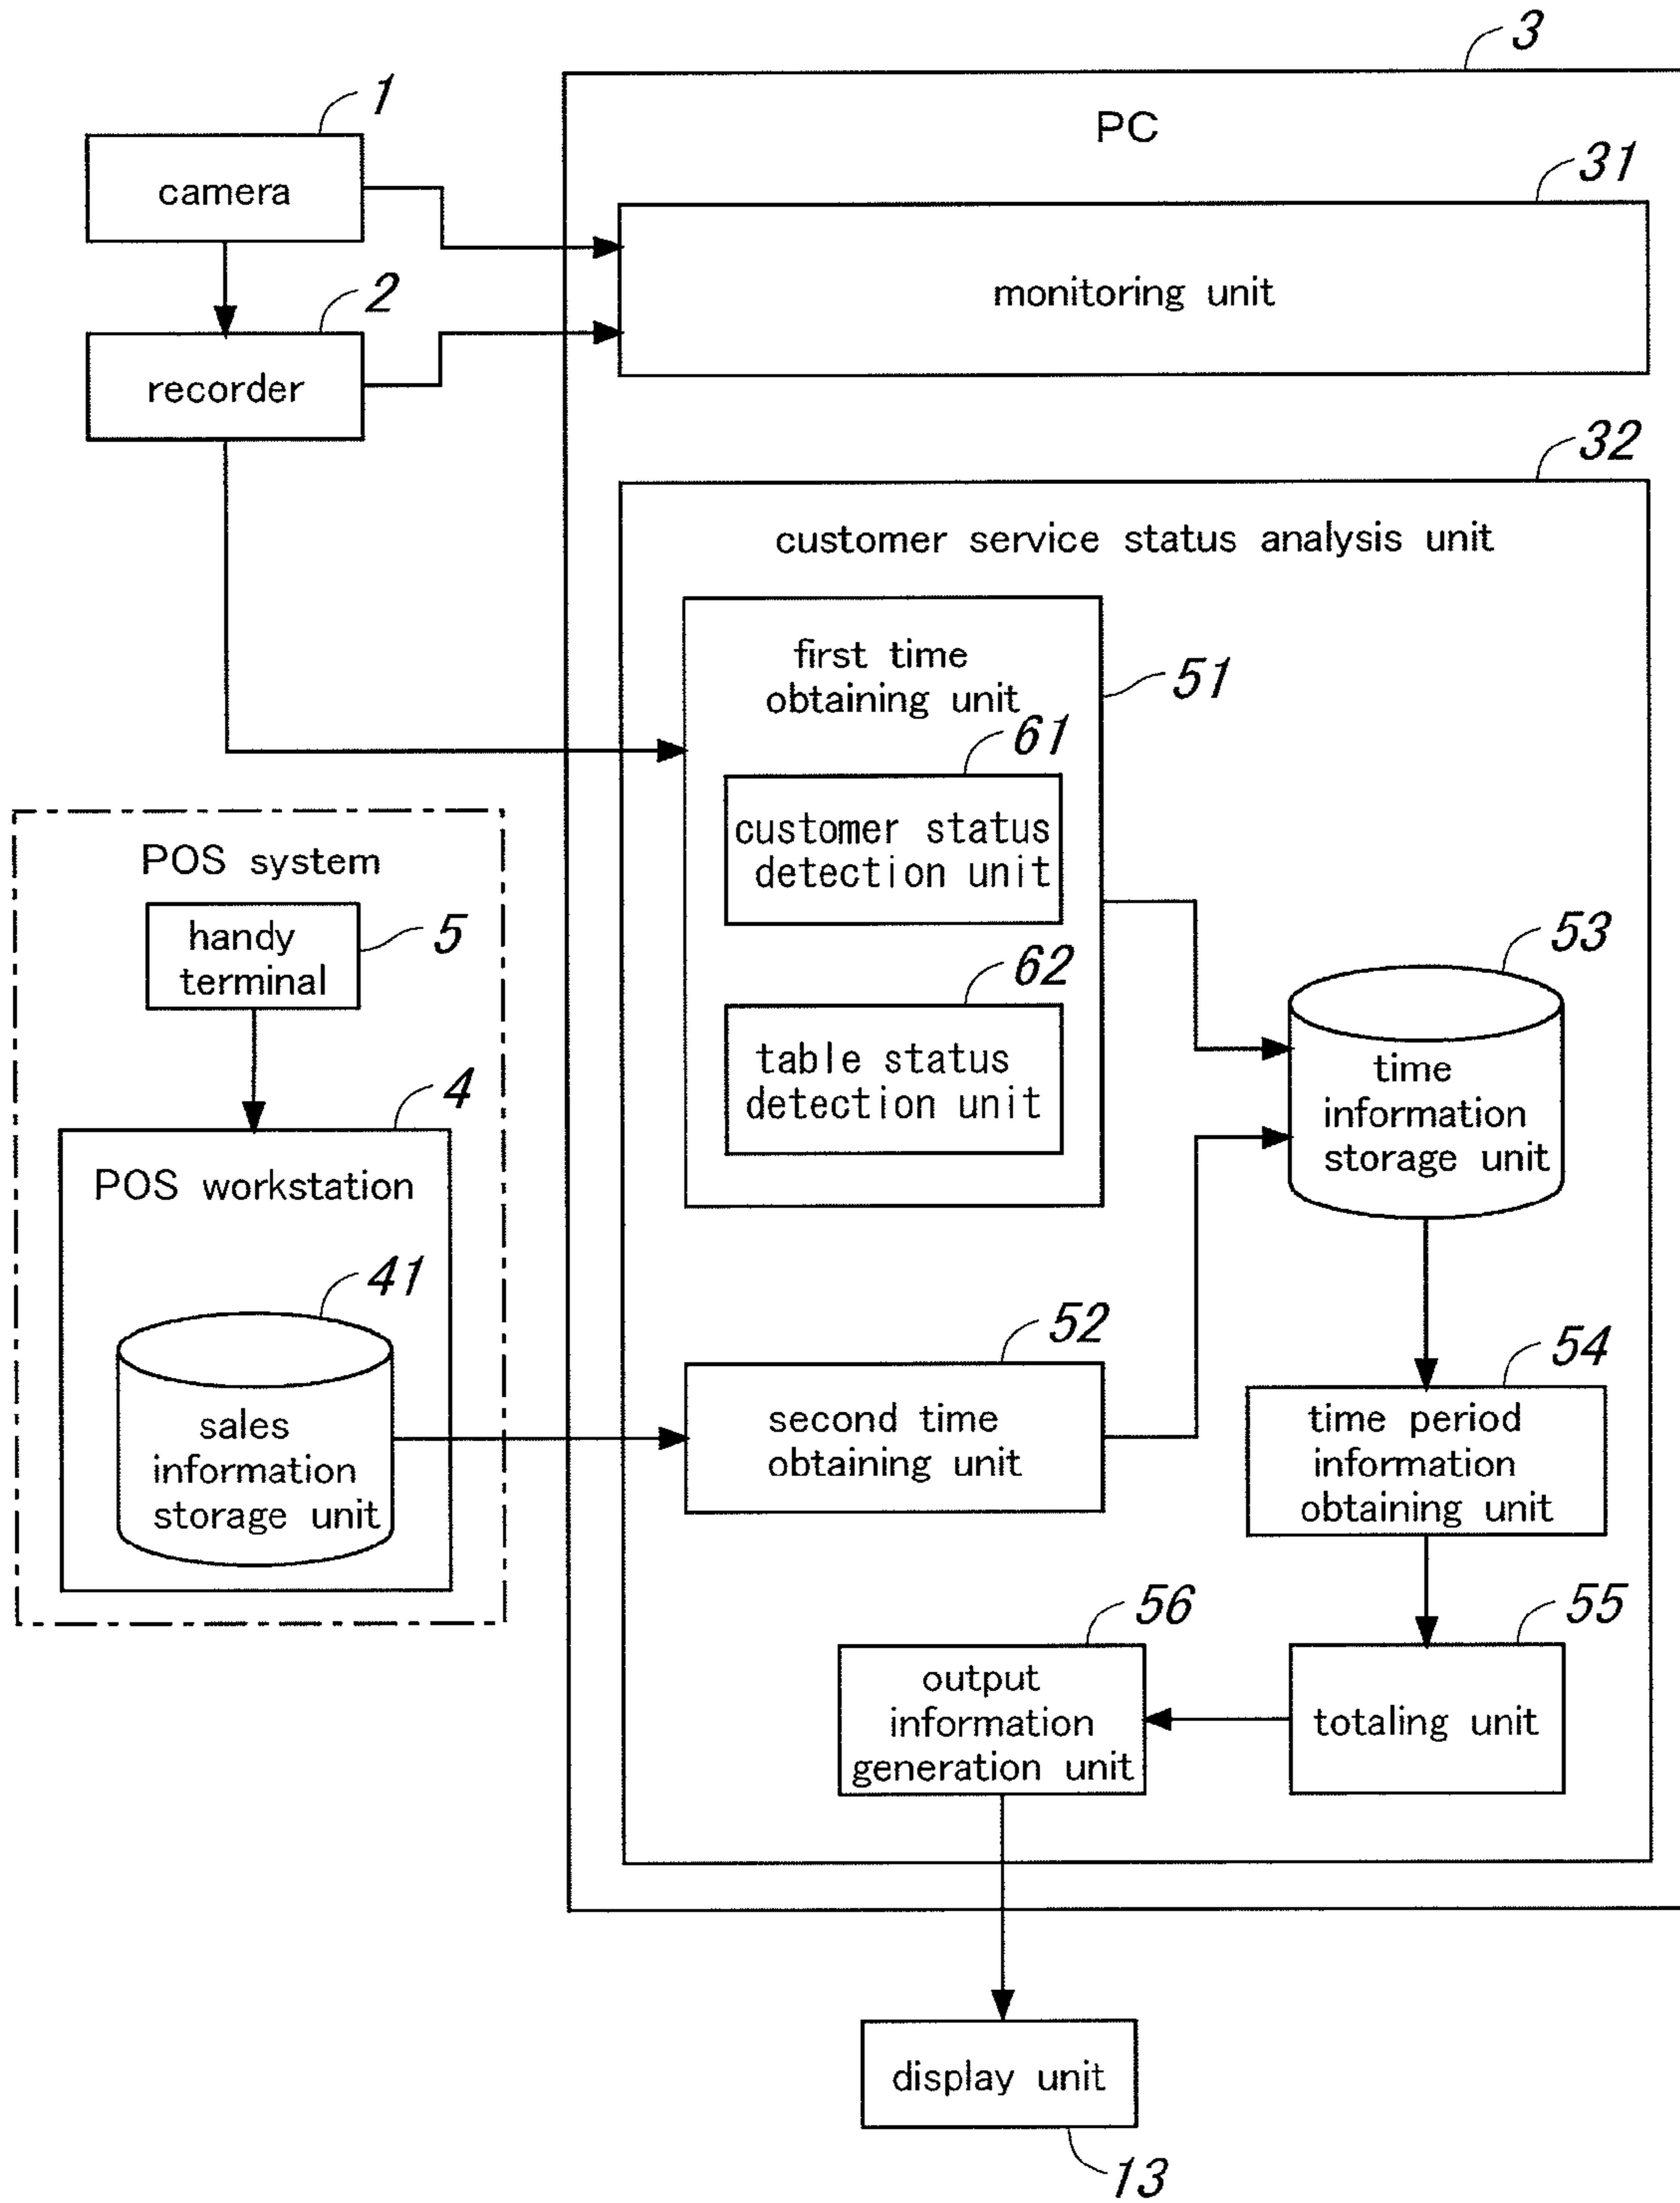 3
PC
1
camera
31
monitoring unit
2
recorder
32
customer service status analysis unit
first time
obtaining unit
51
61
customer status
detection unit
62
table status
detection unit
POS system
handy
terminal
5
4
POS workstation
41
sales
information
storage unit
53
time
information
storage unit
52
second time
obtaining unit
54
time period
information
obtaining unit
56
output
information
generation unit
55
totaling unit
display unit
13